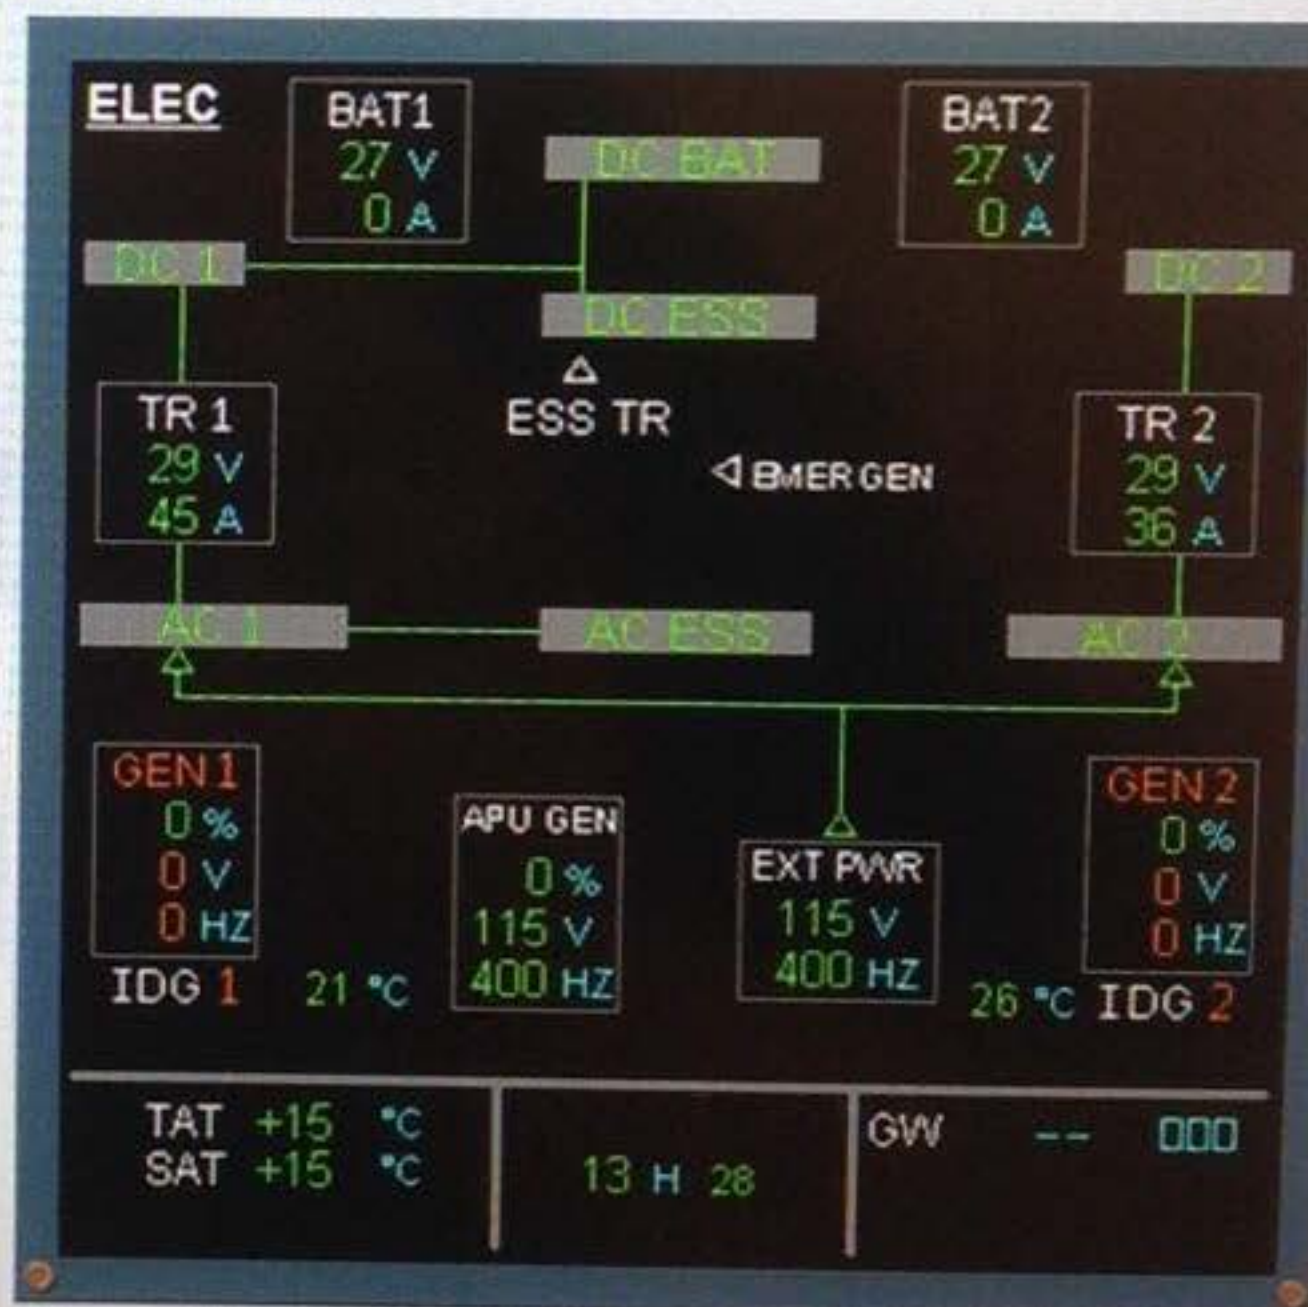 ELEC
BAT1
27 V
0 A
DC BAT
BAT2
27 V
0 A
DC 1
DC 2
DC ESS
TR 1
29 V
45 A
ESS TR
EMER GEN
TR 2
29 V
36 A
AC 1
AC ESS
AC 2
GEN 1
0 %
0 V
0 HZ
IDG 1 21 °C
APU GEN
0 %
115 V
400 HZ
EXT PWR
115 V
400 HZ
GEN 2
0 %
0 V
0 HZ
26 °C IDG 2
TAT +15 °C
SAT +15 °C
13 H 28
GW -- 000